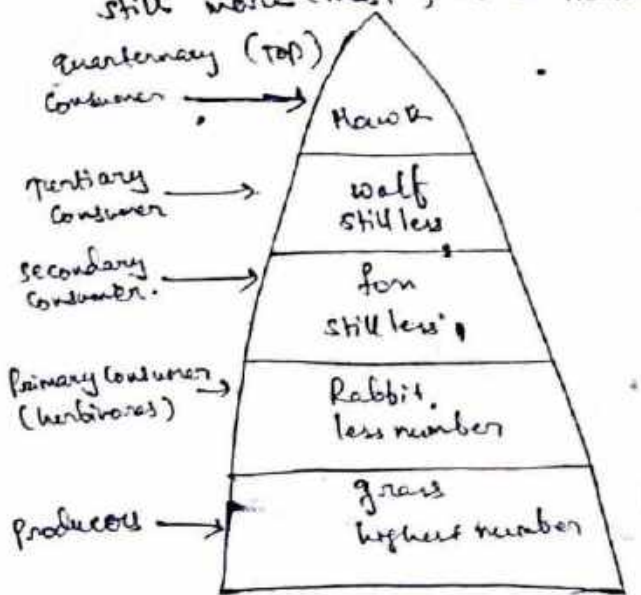 still
quarternary (TOP)
Consumer
Hawk
Tertiary
Consumer
wolf
still less
secondary
Consumer.
fox
still less
Primary Consumer
(herbivores)
Rabbit.
less number
grass
Producers
highest number